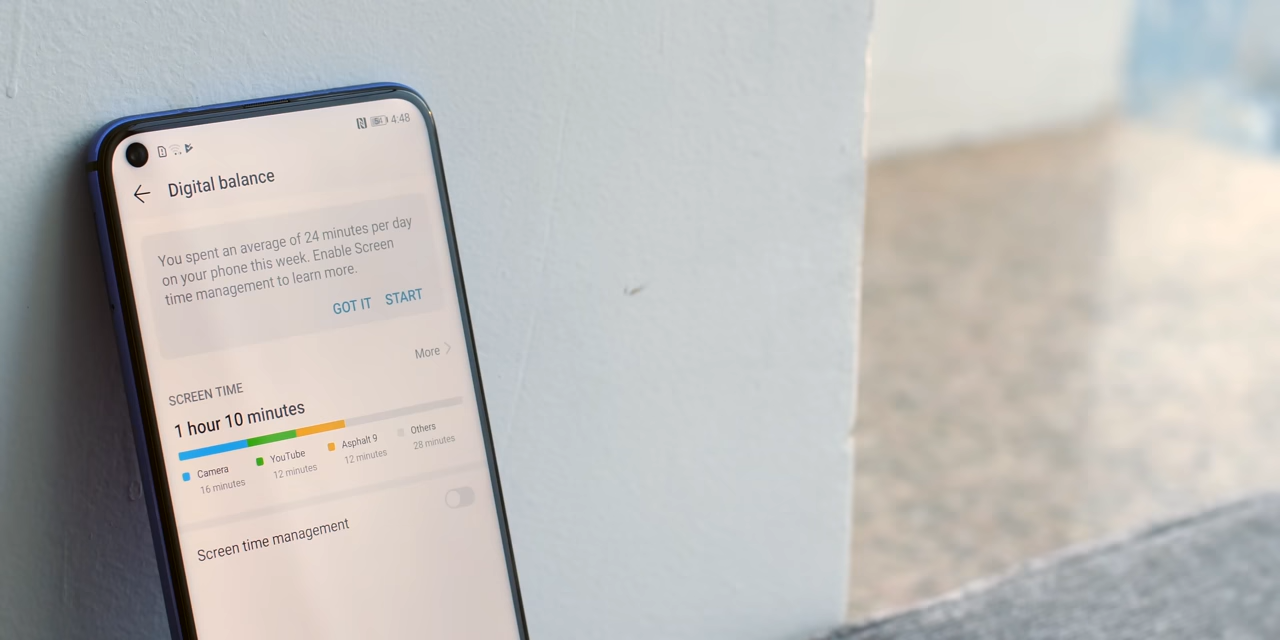 4:48
Digital balance
You spent an average of 24 minutes per day
on your phone this week. Enable Screen
time management to learn more.
GOT IT START
More
SCREEN TIME
1 hour 10 minutes
Camera YouTube Asphalt 9 Others
16 minutes 12 minutes 12 minutes 28 minutes
Screen time management